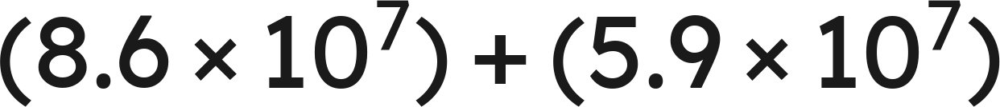 (8.6 × 10⁷) + (5.9 × 10⁷)